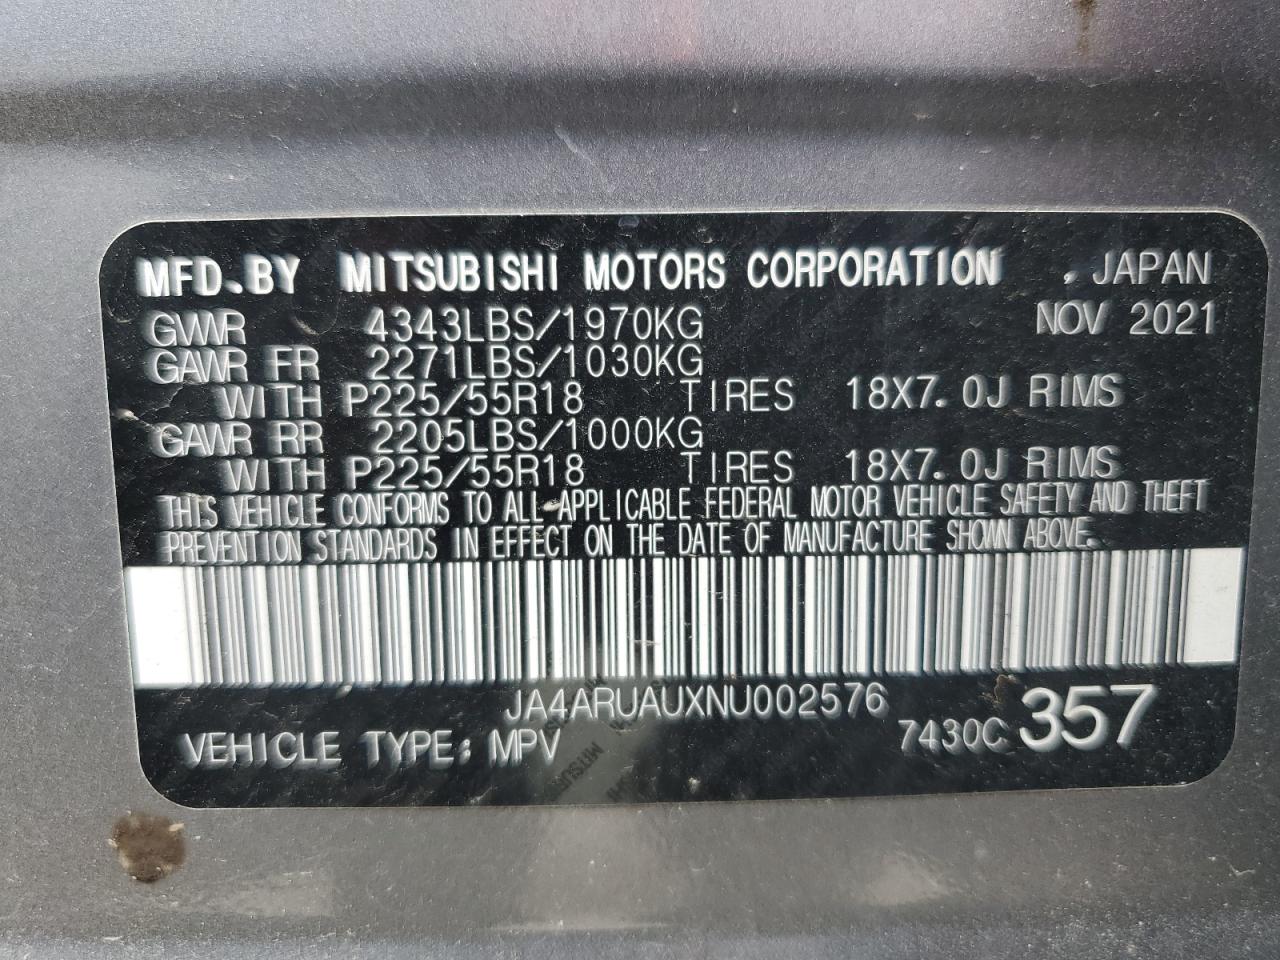 MFD.BY MITSUBISHI MOTORS CORPORATION , JAPAN
GVWR 4343LBS/1970KG NOV 2021
GAWR FR 2271LBS/1030KG
WITH P225/55R18 TIRES 18X7.0J RIMS
GAWR RR 2205LBS/1000KG
WITH P225/55R18 TIRES 18X7.0J RIMS
THIS VEHICLE CONFORMS TO ALL APPLICABLE FEDERAL MOTOR VEHICLE SAFETY AND THEFT
PREVENTION STANDARDS IN EFFECT ON THE DATE OF MANUFACTURE SHOWN ABOVE.
JA4ARUAUXNU002576
VEHICLE TYPE: MPV 7430C 357